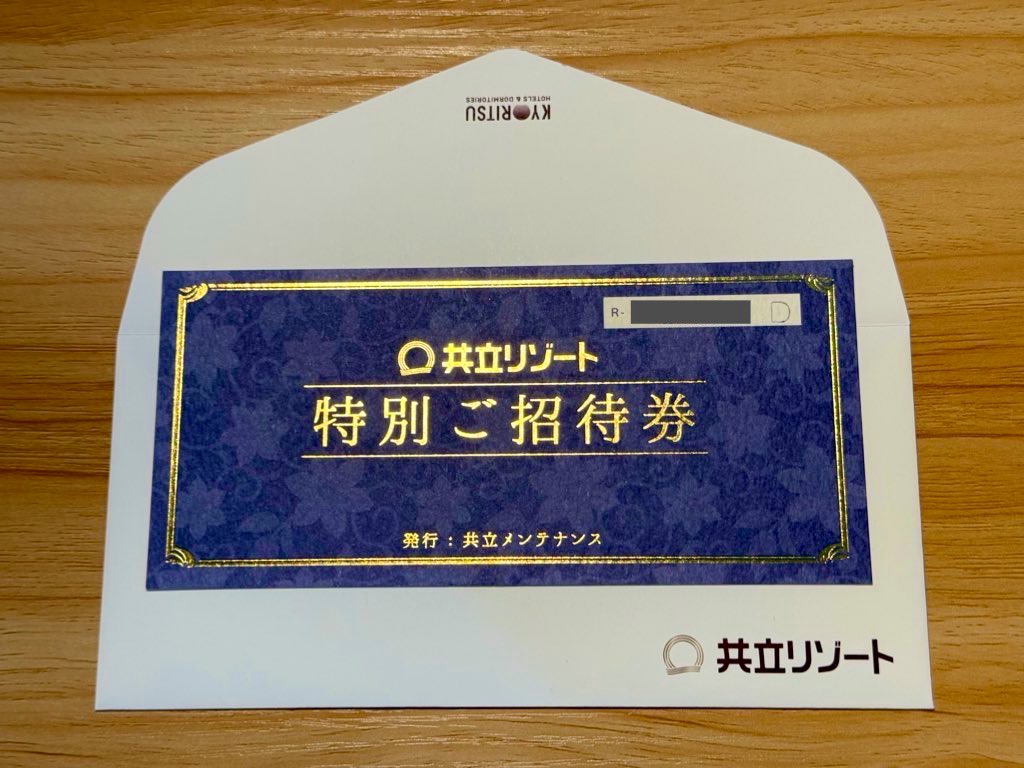 KYORITSU
HOTELS & DORMITORIES
R-
D
共立リゾート
特別ご招待券
発行：共立メンテナンス
共立リゾート